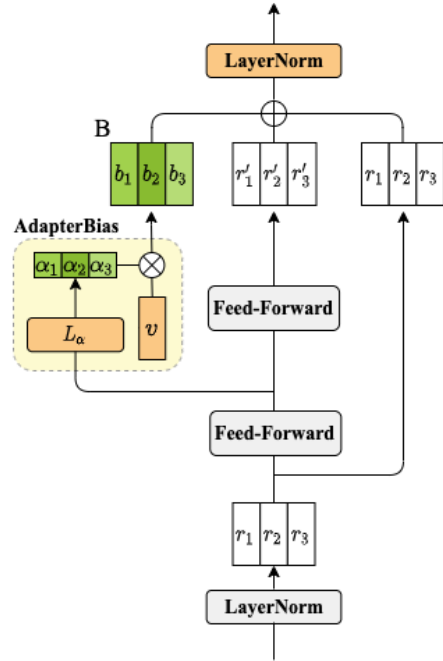 LayerNorm
B
b₁ b₂ b₃ r′₁ r′₂ r′₃ r₁ r₂ r₃
AdapterBias
α₁ α₂ α₃
Feed-Forward
Lα v
Feed-Forward
r₁ r₂ r₃
LayerNorm